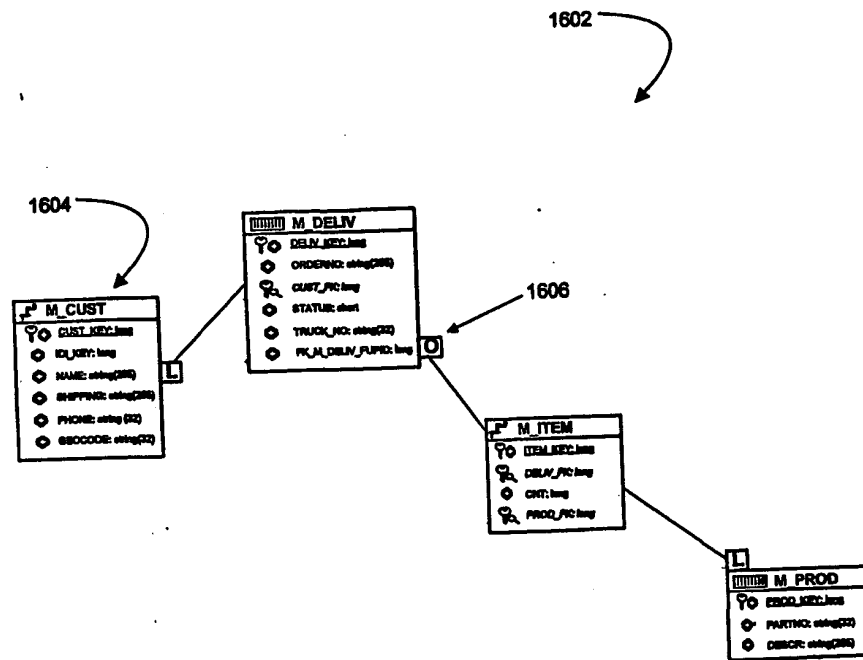 1602
1604
M_DELIV
DELIV_KEY: long
ORDERNO: string(255)
CUST_FK: long
STATUS: short
TRUCK_NO: string(32)
FK_M_DELIV_FUPID: long
O
1606
M_CUST
CUST_KEY: long
IDI_KEY: long
NAME: string(255)
SHIPPING: string(255)
PHONE: string (32)
GEOCODE: string(32)
L
M_ITEM
ITEM_KEY: long
DELIV_FK: long
CNT: long
PROD_FK: long
L
M_PROD
PROD_KEY: long
PARTNO: string(32)
DESCR: string(255)